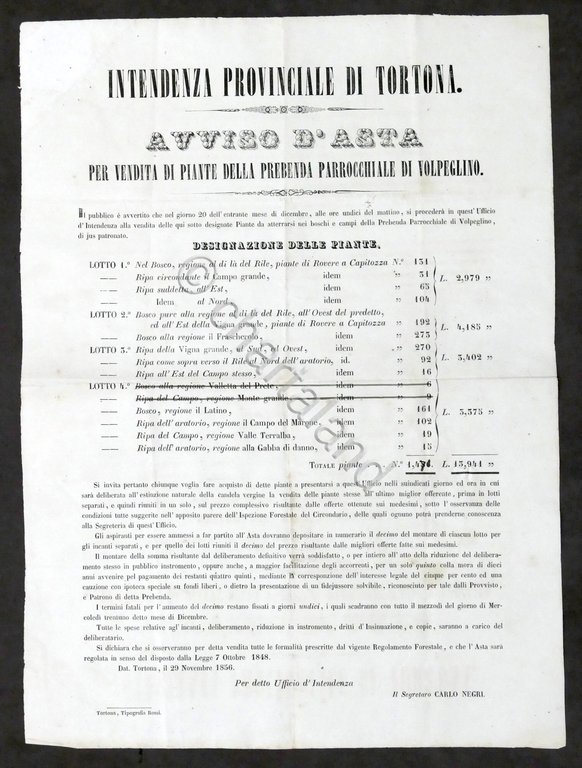 INTENDENZA PROVINCIALE DI TORTONA.
AVVISO D'ASTA
PER VENDITA DI PIANTE DELLA PREBENDA PARROCCHIALE DI VOLPEGLINO.
Il pubblico è avvertito che nel giorno 20 dell'entrante mese di dicembre, alle ore undici del mattino, si procederà in quest'Ufficio
d'Intendenza alla vendita delle qui sotto designate Piante da atterrarsi nei boschi e campi della Prebenda Parrocchiale di Volpeglino,
di jus patronato.
DESIGNAZIONE DELLE PIANTE.
LOTTO 1.º Nel Bosco, regione al di là del Rile, piante di Rovere a Capitozza N.º 131
—— Ripa circondante il Campo grande, idem ” 31
—— Ripa suddetta all'Est, idem ” 63
—— Idem al Nord, idem ” 104
L. 2,979 ”
LOTTO 2.º Bosco pure alla regione al di là del Rile, all'Ovest del predetto,
ed all'Est della piante di Rovere a Capitozza ” 192
—— Bosco alla regione il Fraschero, idem ” 273
L. 4,185 ”
LOTTO 3.º Ripa della Vigna grande, al Sud ed Ovest, idem ” 270
—— Ripa come sopra verso il Rile al Nord dell'aratorio, id. ” 92
—— Ripa all'Est del Campo stesso, idem ” 16
L. 3,402 ”
LOTTO 4.º Bosco alla regione Valletta del Prete, idem ” 6
—— Ripa del Campo, regione Monte grande, idem ” 9
—— Bosco, regione il Latino, idem ” 161
—— Ripa dell'aratorio, regione il Campo del Margue, idem ” 102
—— Ripa del Campo, regione Valle Terralba, idem ” 19
—— Ripa dell'aratorio, regione alla Gabba di danno, idem ” 15
L. 3,375 ”
TOTALE piante N.º L. 13,941 ”
Si invita pertanto chiunque voglia fare acquisto di dette piante a presentarsi a quest'Uffizio nelli suindicati giorno ed ora in cui
sarà deliberata all'estinzione naturale della candela vergine la vendita delle piante stesse all'ultimo miglior offerente, prima in lotti
separati, e quindi riuniti in un solo, sul prezzo complessivo risultante dalle offerte ottenute sui medesimi, sotto l'osservanza delle
condizioni tutte suggerite nell'apposito parere dell'Ispezione Forestale del Circondario, delle quali ognuno potrà prenderne conoscenza
alla Segreteria di quest'Ufficio.
Gli aspiranti per essere ammessi a far partito all'Asta dovranno depositare in numerario il decimo del montare di ciascun lotto per
gli incanti separati, e per quello dei lotti riuniti il decimo del prezzo risultante dalle migliori offerte fatte sui medesimi.
Il montare della somma risultante dal deliberamento definitivo verrà soddisfatto, o per intiero all'atto della riduzione del delibera-
mento stesso in pubblico instrumento, oppure anche, a maggior facilitazione degli accorrenti, per un solo quinto colla mora di dieci
anni avvenire pel pagamento dei restanti quattro quinti, mediante la corresponzione dell'interesse legale del cinque per cento ed una
canzione con ipoteca speciale su fondi liberi, o dietro la presentazione di un fidejussore solvibile, riconosciuto per tale dalli Provvisto,
e Patrono di detta Prebenda.
I termini fatali per l'aumento del decimo restano fissati a giorni undici, i quali scadranno con tutto il mezzodì del giorno di Mer-
coledì trentuno detto mese di Dicembre.
Tutte le spese relative agl'incanti, deliberamento, riduzione in instrumento, dritti d'Insinuazione, e copie, saranno a carico del
deliberatario.
Si dichiara che si osserveranno per detta vendita tutte le formalità prescritte dal vigente Regolamento Forestale, e che l'Asta sarà
regolata in senso del disposto dalla Legge 7 Ottobre 1848.
Dat. Tortona, il 29 Novembre 1856.
Per detto Ufficio d'Intendenza
Il Segretaro CARLO NEGRI.
Tortona, Tipografia Rossi.
© chartaland